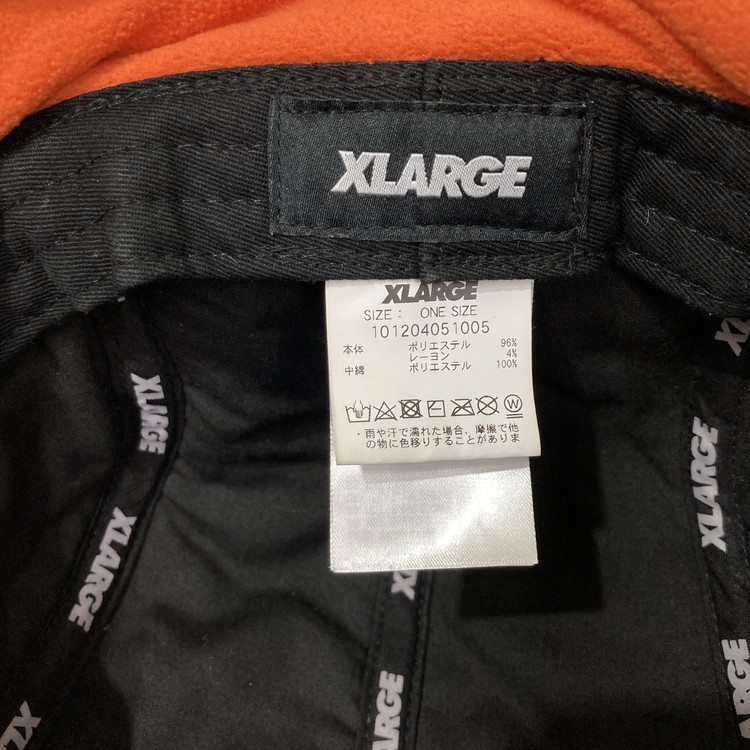 XLARGE
XLARGE
SIZE : ONE SIZE
101204051005
本体 ポリエステル 96%
レーヨン 4%
中綿 ポリエステル 100%
・雨や汗で濡れた場合、摩擦で他
の物に色移りすることがありま
XLARGE
XLARGE
XLARGE